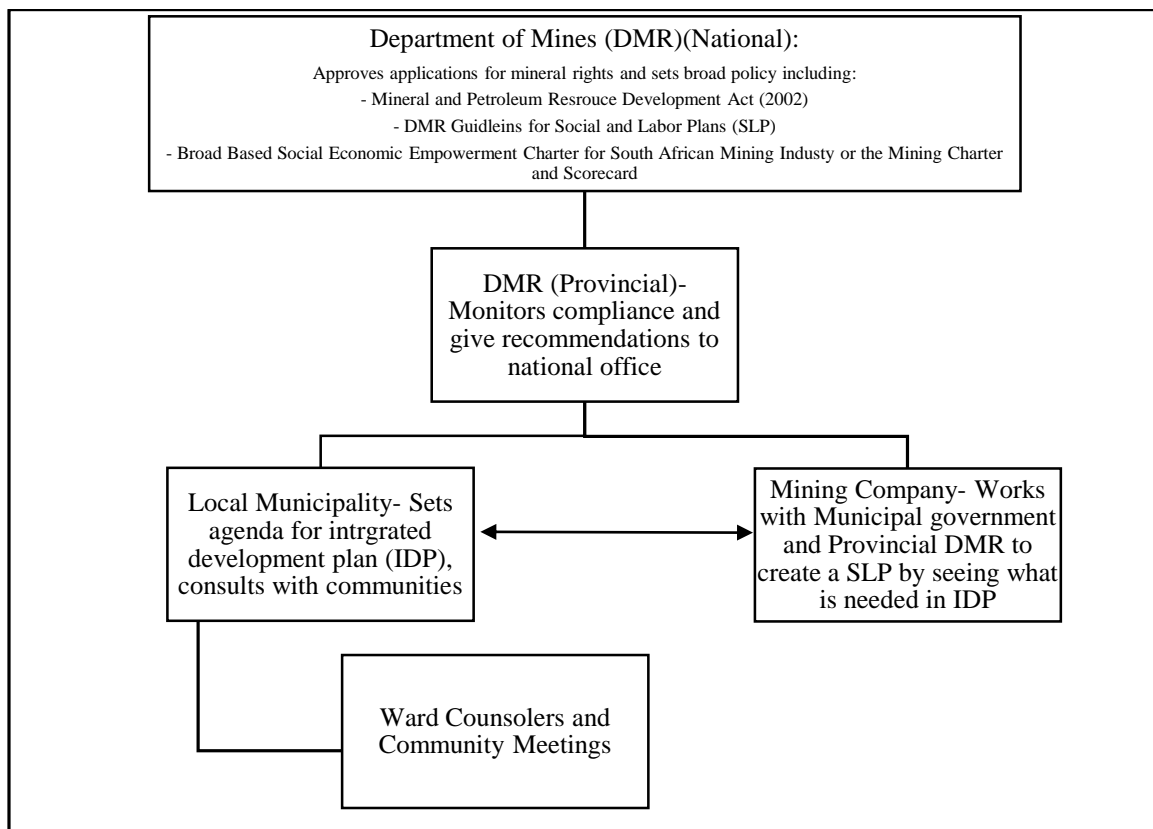 Department of Mines (DMR)(National):
Approves applications for mineral rights and sets broad policy including:
- Mineral and Petroleum Resrouce Development Act (2002)
- DMR Guidleins for Social and Labor Plans (SLP)
- Broad Based Social Economic Empowerment Charter for South African Mining Industy or the Mining Charter
and Scorecard
DMR (Provincial)-
Monitors compliance and
give recommendations to
national office
Local Municipality- Sets
agenda for intrgrated
development plan (IDP),
consults with communities
Mining Company- Works
with Municipal government
and Provincial DMR to
create a SLP by seeing what
is needed in IDP
Ward Counsolers and
Community Meetings